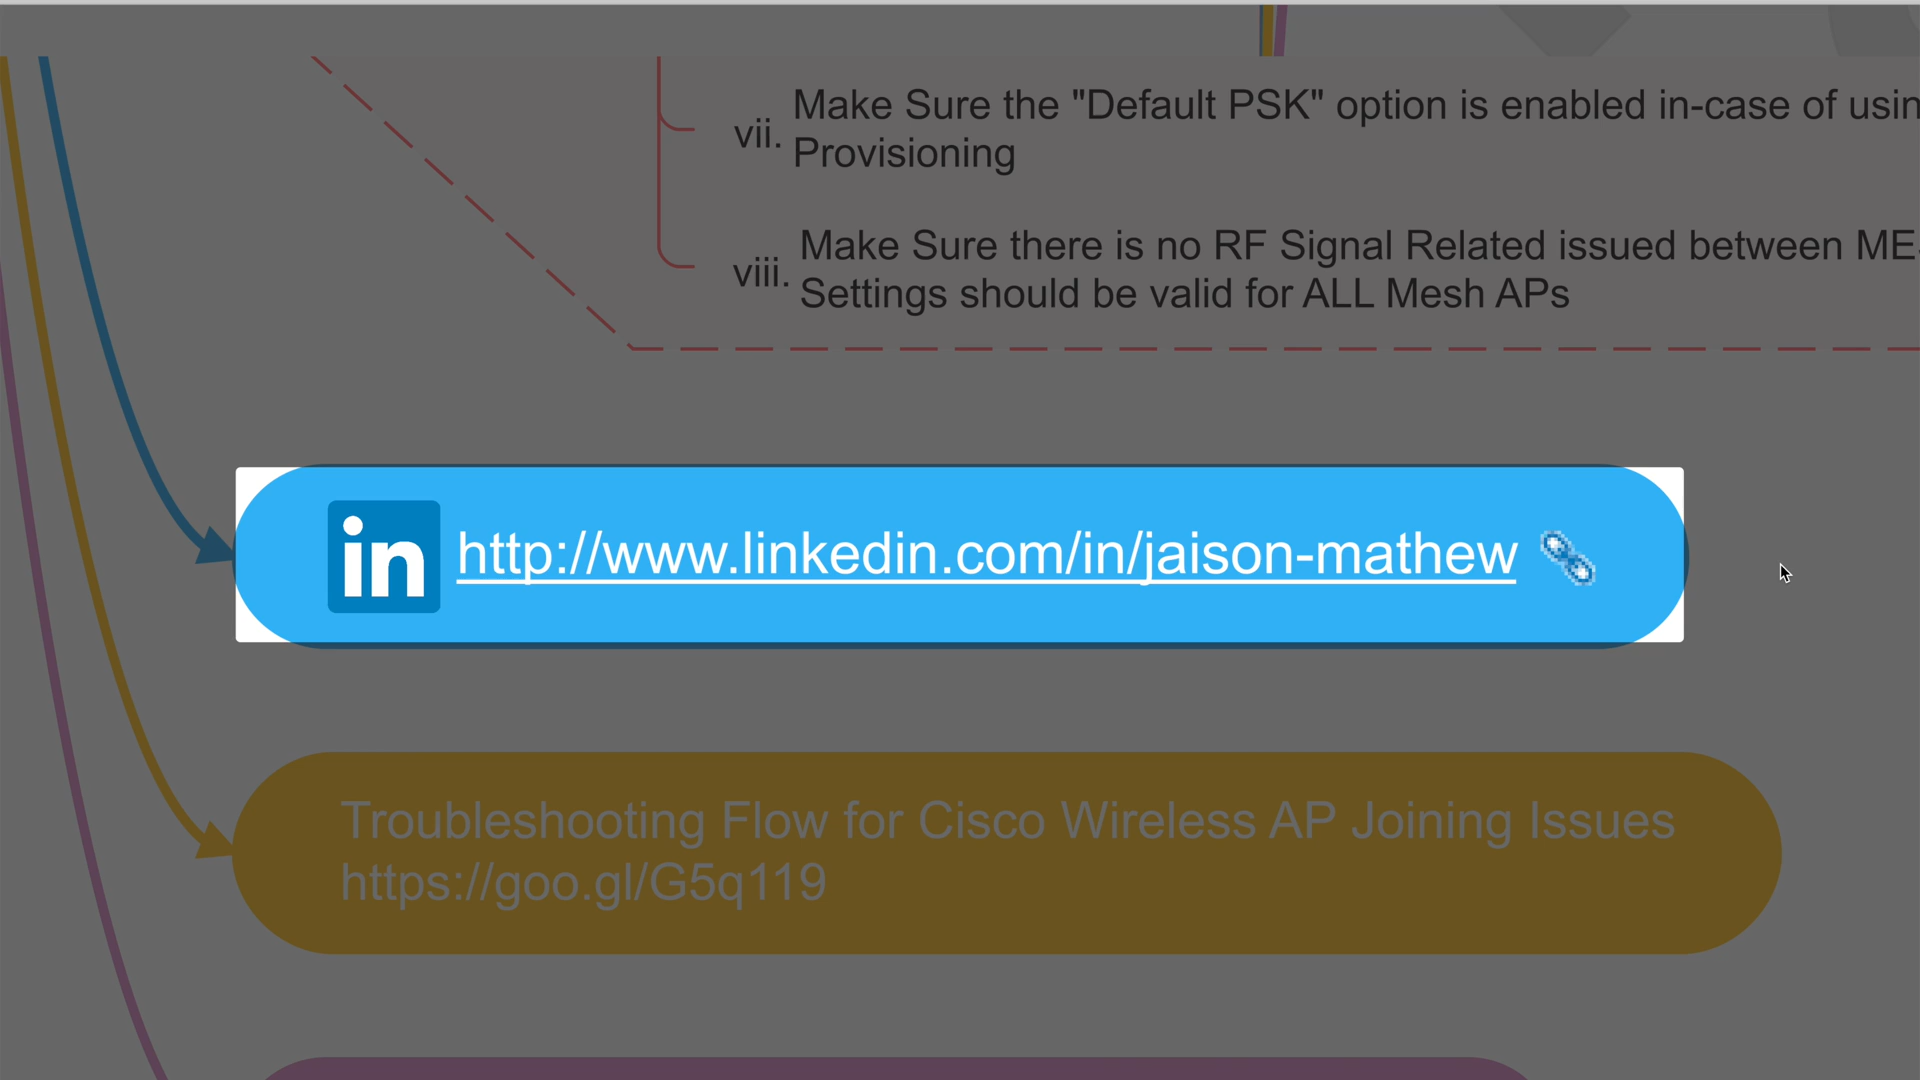 vii. Make Sure the "Default PSK" option is enabled in-case of
Provisioning
viii. Make Sure there is no RF Signal Related issued between
Settings should be valid for ALL Mesh APs
in http://www.linkedin.com/in/jaison-mathew
Troubleshooting Flow for Cisco Wireless AP Joining Issues
https://goo.gl/G5q119